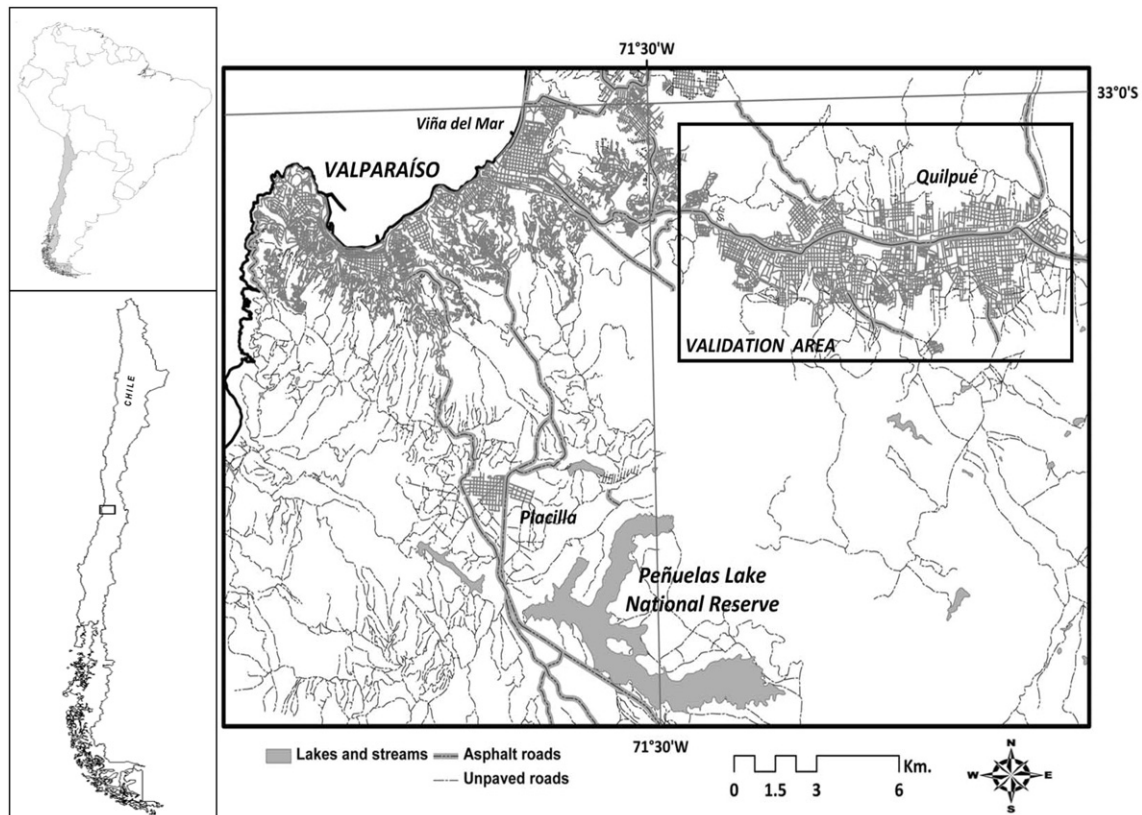 71°30'W
33°0'S
Viña del Mar
VALPARAÍSO
Quilpué
VALIDATION AREA
CHILE
Placilla
Peñuelas Lake
National Reserve
71°30'W
Lakes and streams
Asphalt roads
Unpaved roads
Km.
0 1.5 3 6
N
W E
S